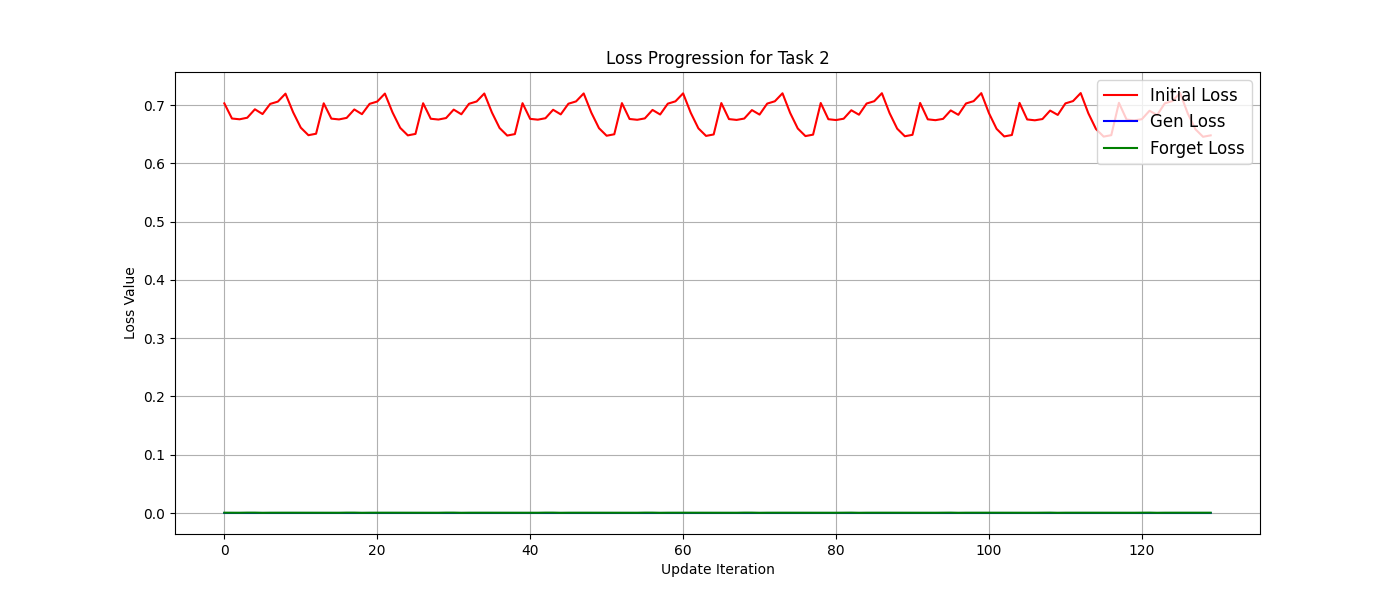 Loss Progression for Task 2
Initial Loss
Gen Loss
Forget Loss
Loss Value
0.7
0.6
0.5
0.4
0.3
0.2
0.1
0.0
0 20 40 60 80 100 120
Update Iteration